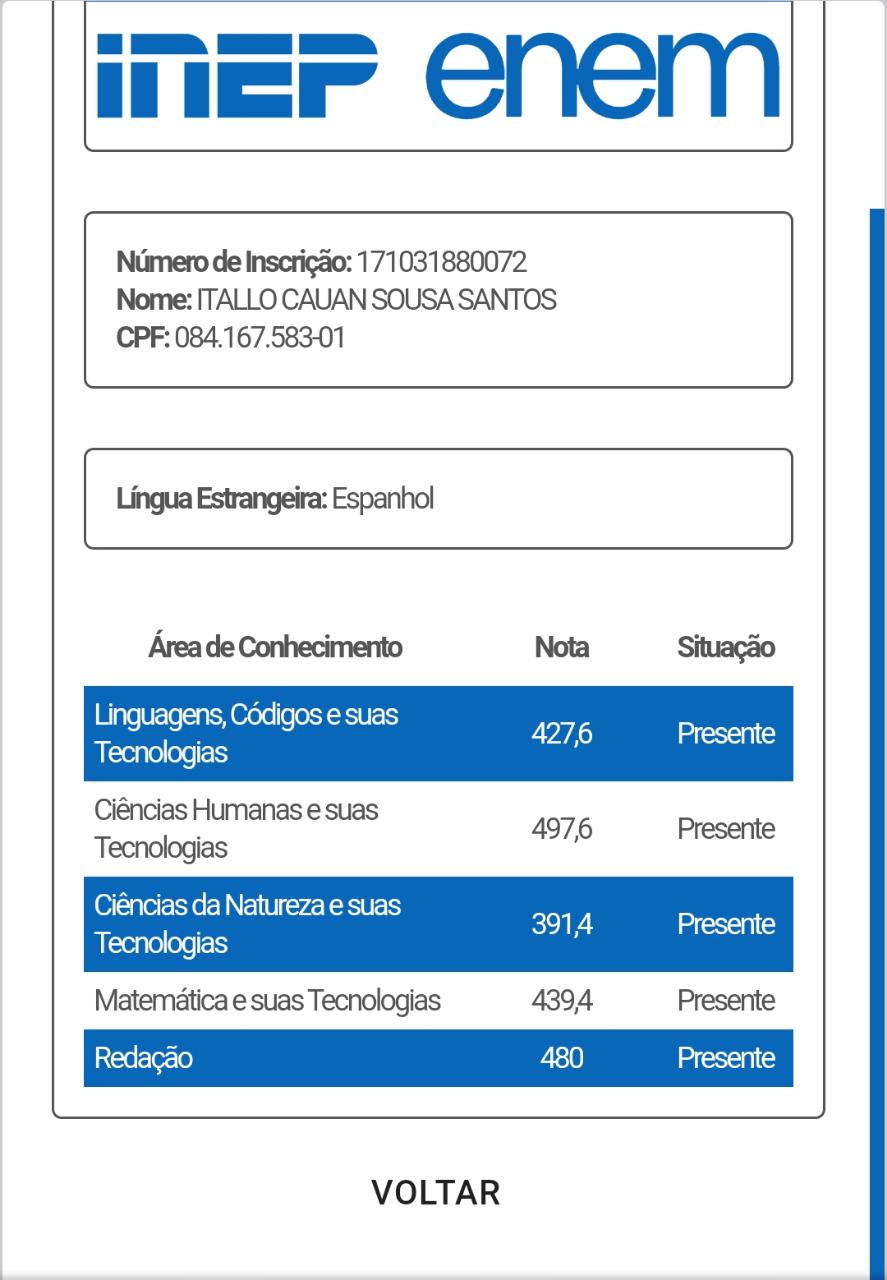 inep enem
Número de Inscrição: 171031880072
Nome: ITALLO CAUAN SOUSA SANTOS
CPF: 084.167.583-01
Língua Estrangeira: Espanhol
Área de Conhecimento Nota Situação
Linguagens, Códigos e suas
Tecnologias 427,6 Presente
Ciências Humanas e suas
Tecnologias 497,6 Presente
Ciências da Natureza e suas
Tecnologias 391,4 Presente
Matemática e suas Tecnologias 439,4 Presente
Redação 480 Presente
VOLTAR